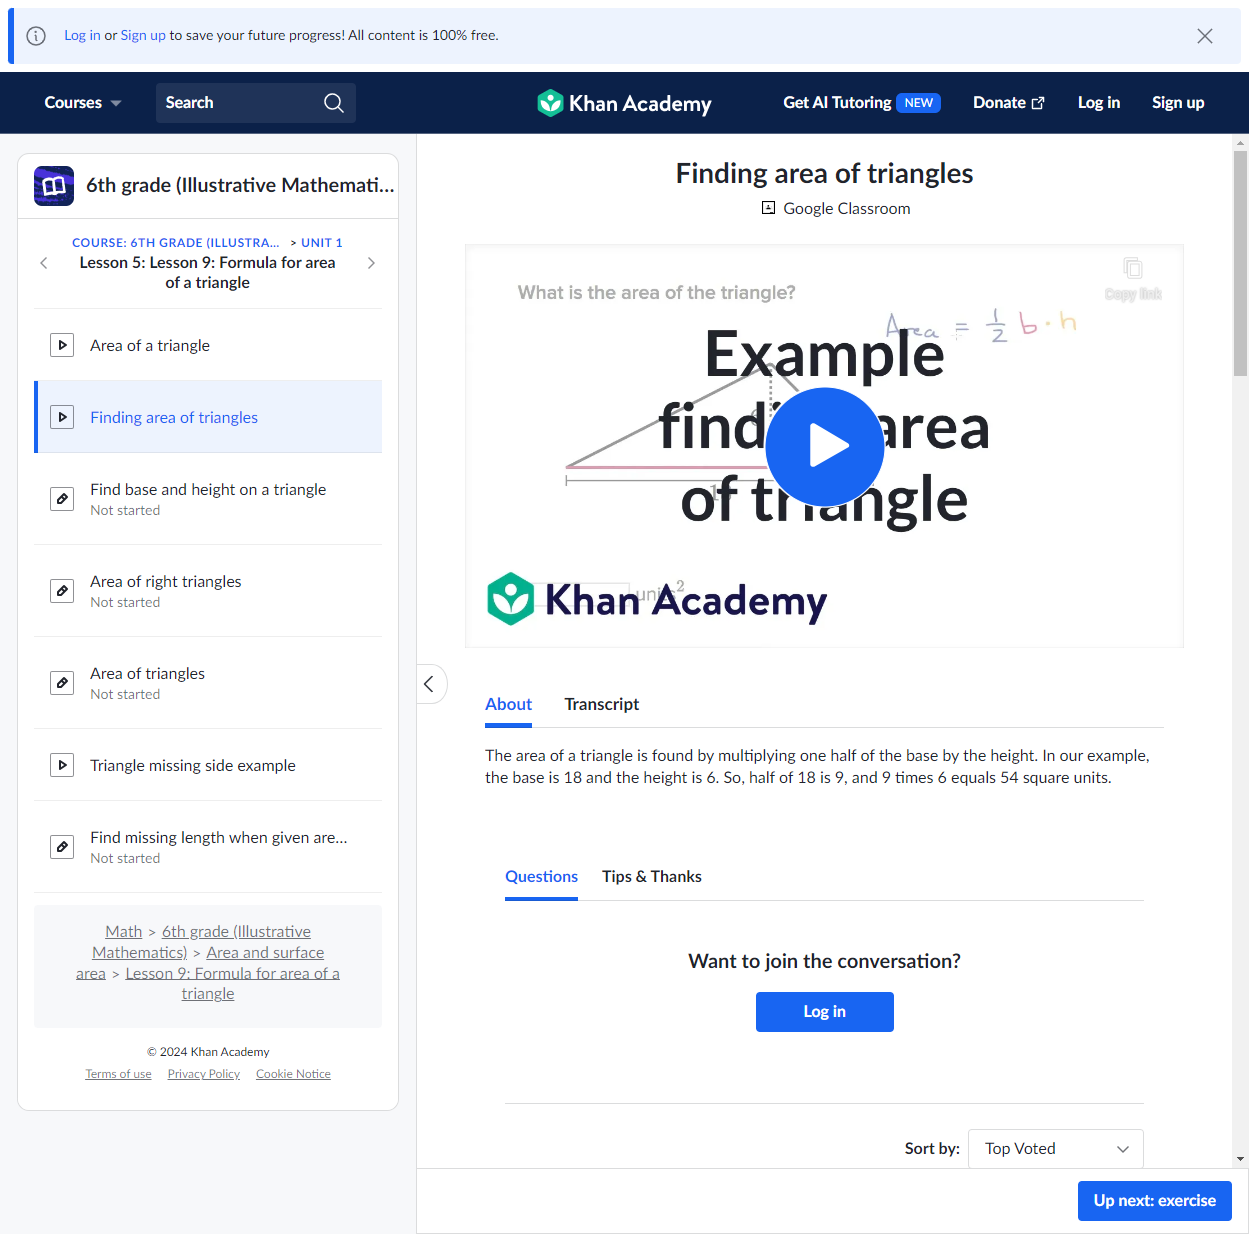 Log in or Sign up to save your future progress! All content is 100% free.
Courses
Search
Khan Academy
Get AI Tutoring NEW
Donate
Log in
Sign up
6th grade (Illustrative Mathemati...
COURSE: 6TH GRADE (ILLUSTRA... > UNIT 1
Lesson 5: Lesson 9: Formula for area
of a triangle
Area of a triangle
Finding area of triangles
Find base and height on a triangle
Not started
Area of right triangles
Not started
Area of triangles
Not started
Triangle missing side example
Find missing length when given are...
Not started
Math > 6th grade (Illustrative
Mathematics) > Area and surface
area > Lesson 9: Formula for area of a
triangle
© 2024 Khan Academy
Terms of use Privacy Policy Cookie Notice
Finding area of triangles
Google Classroom
Copy link
What is the area of the triangle?
Area = 1/2 b · h
Example
finding area
of triangle
units²
Khan Academy
About
Transcript
The area of a triangle is found by multiplying one half of the base by the height. In our example,
the base is 18 and the height is 6. So, half of 18 is 9, and 9 times 6 equals 54 square units.
Questions
Tips & Thanks
Want to join the conversation?
Log in
Sort by: Top Voted
Up next: exercise